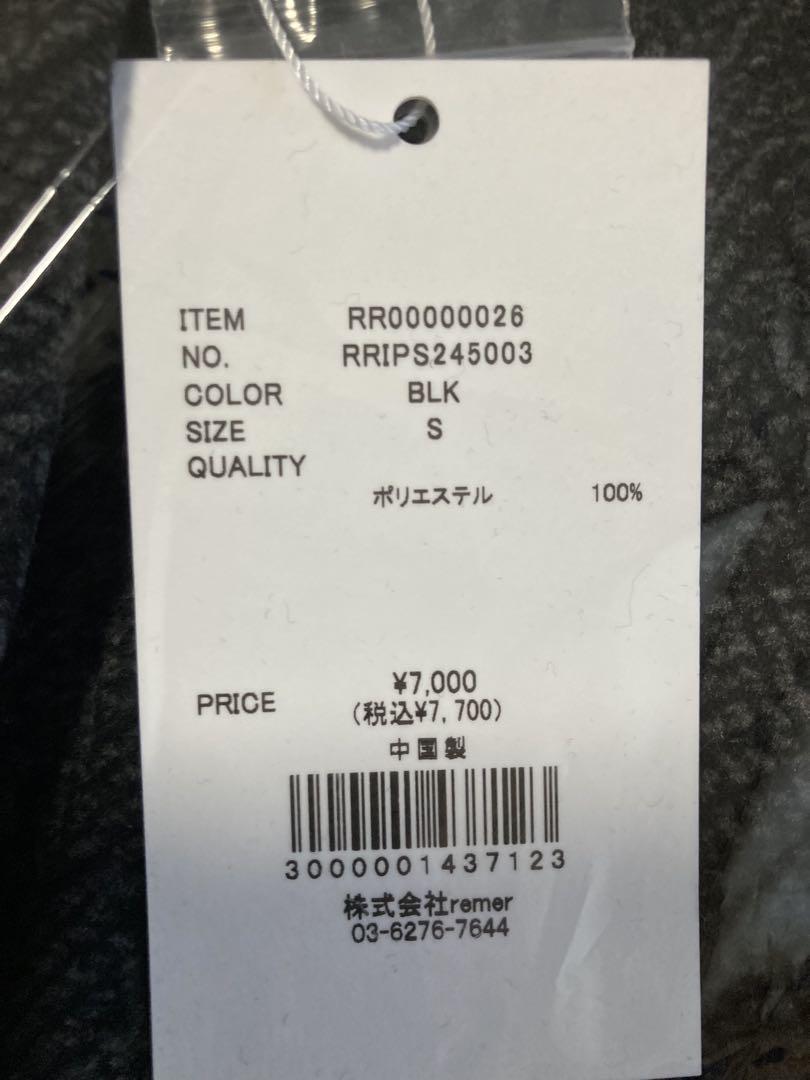 ITEM RR00000026
NO. RRIPS245003
COLOR BLK
SIZE S
QUALITY
ポリエステル 100%
¥7,000
PRICE (税込¥7,700)
中国製
3000001437123
株式会社remer
03-6276-7644